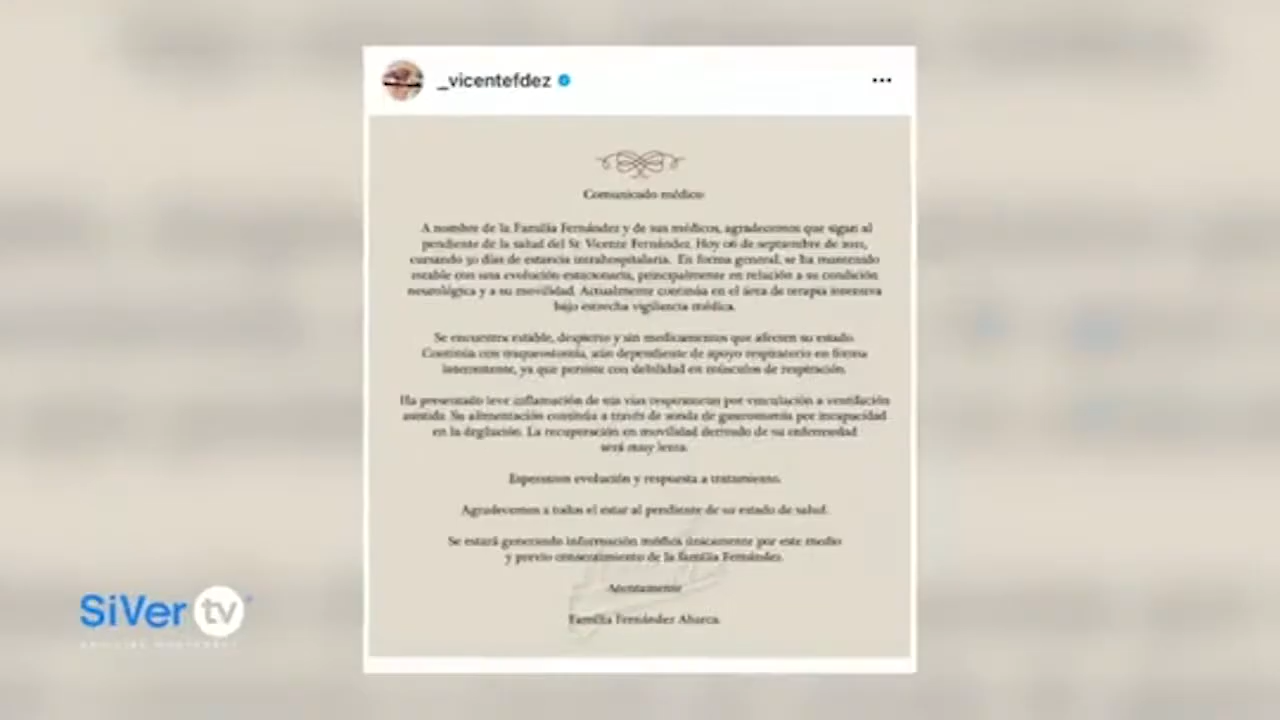 _vicentefdez
Comunicado médico
A nombre de la Familia Fernández y de sus médicos, agradecemos que sigan al
pendiente de la salud del Sr. Vicente Fernández. Hoy 06 de septiembre de 2021,
cursando 30 días de estancia intrahospitalaria. En forma general, se ha mantenido
estable con una evolución estacionaria, principalmente en relación a su condición
neurológica y a su movilidad. Actualmente continúa en el área de terapia intensiva
bajo estrecha vigilancia médica.
Se encuentra estable, despierto y sin medicamentos que afecten su estado.
Continúa con traqueostomía, aún dependiente de apoyo respiratorio en forma
intermitente, ya que persiste con debilidad en músculos de respiración.
Ha presentado leve inflamación de sus vías respiratorias por vinculación a ventilación
asistida. Su alimentación continúa a través de sonda de gastrostomía por incapacidad
en la deglución. La recuperación en movilidad derivado de su enfermedad
será muy lenta.
Esperamos evolución y respuesta a tratamiento.
Agradecemos a todos el estar al pendiente de su estado de salud.
Se estará generando información médica únicamente por este medio
y previo consentimiento de la familia Fernández.
Atentamente
Familia Fernández Abarca.
SiVer tv